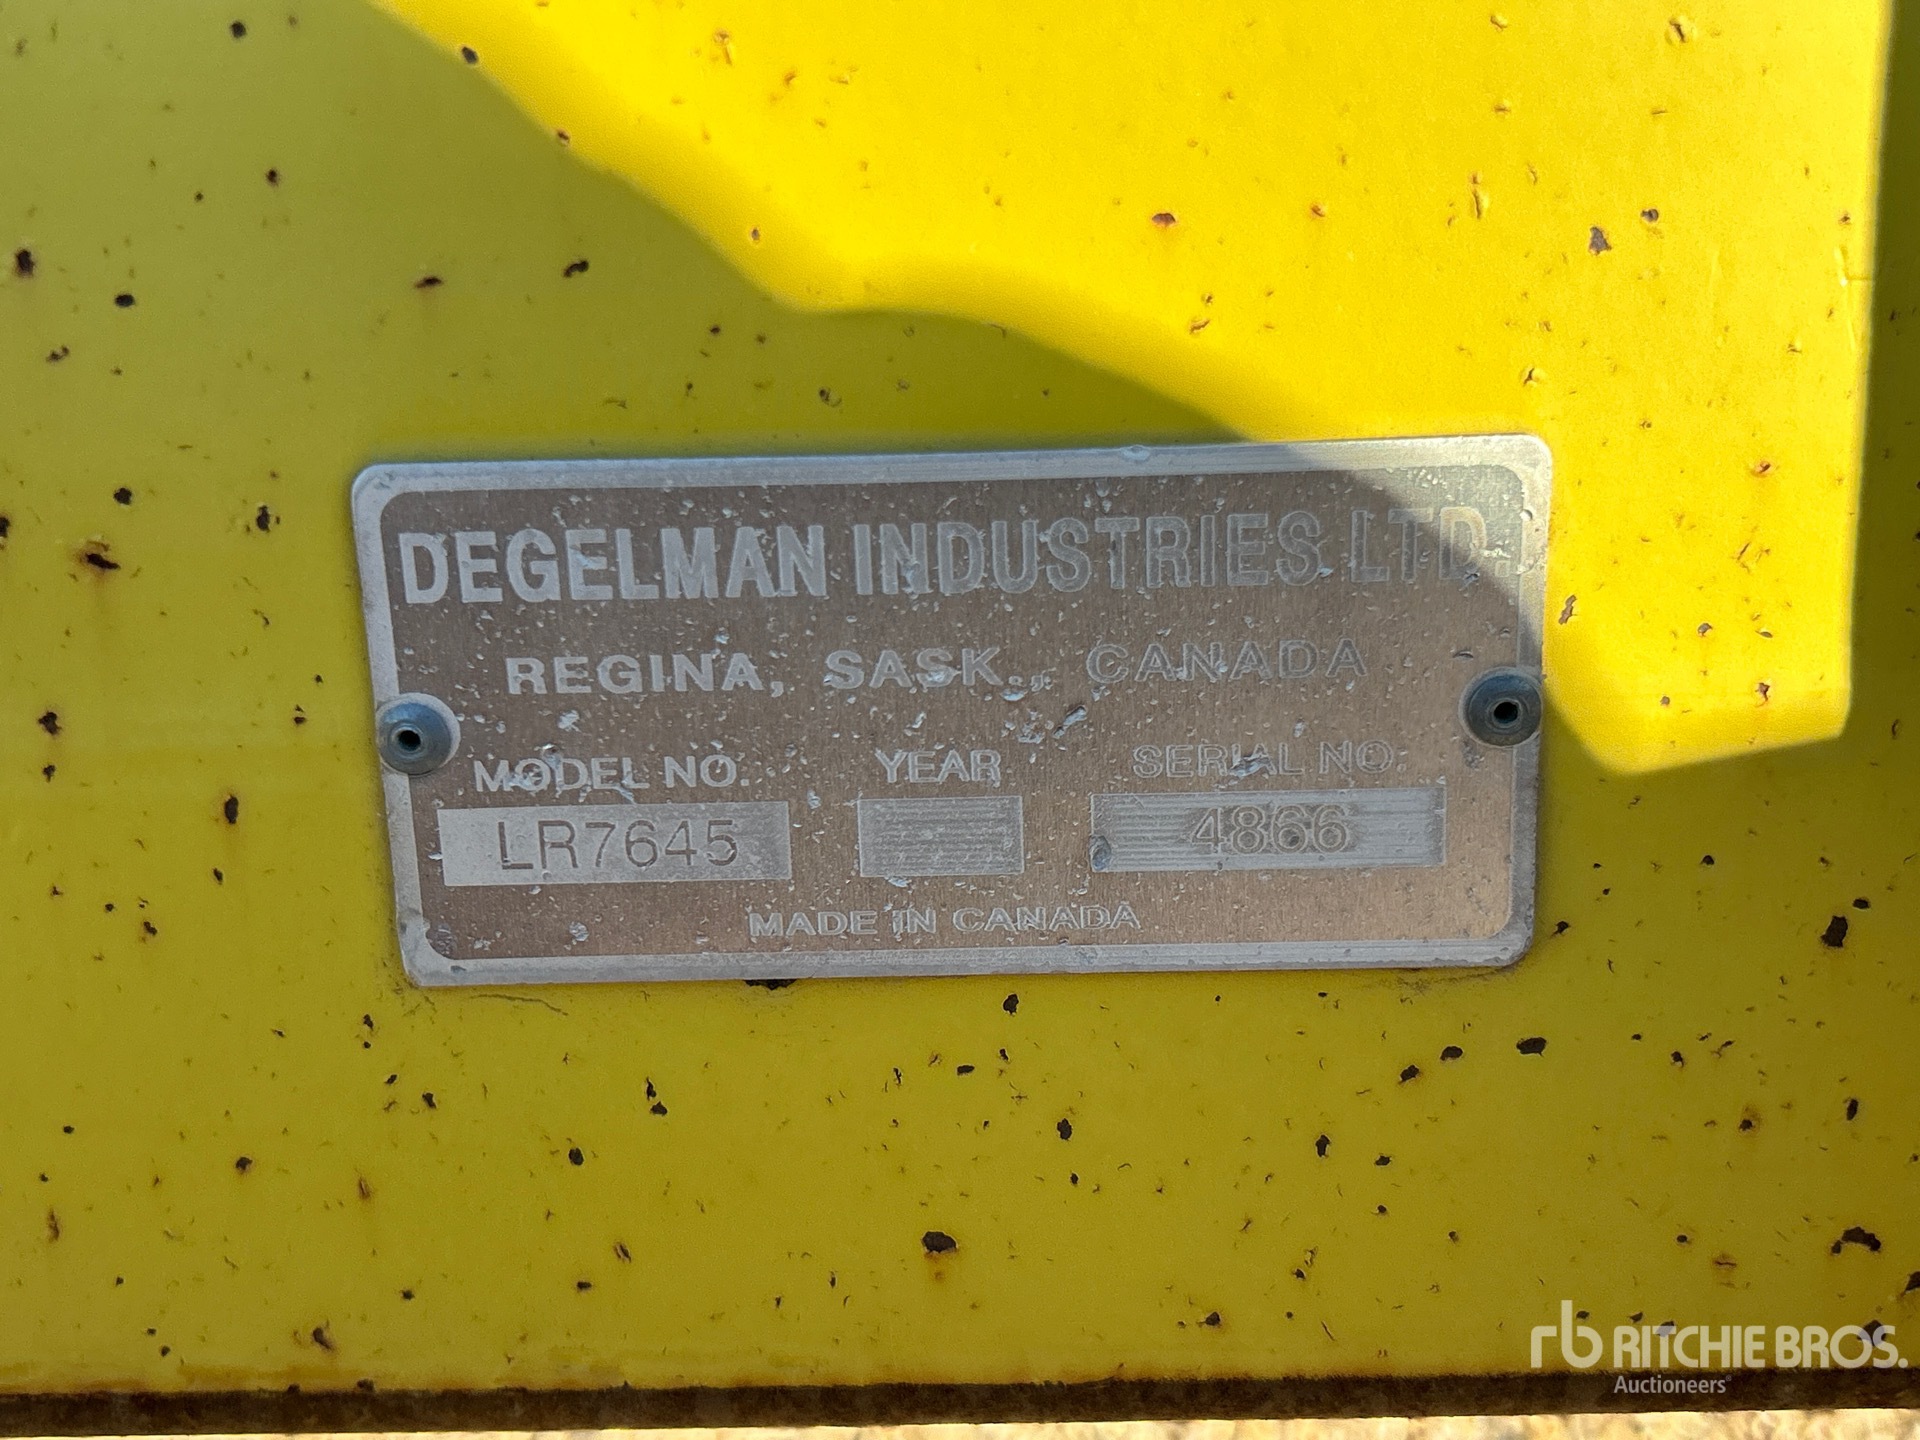 DEGELMAN INDUSTRIES LTD.
REGINA, SASK., CANADA
MODEL NO. YEAR SERIAL NO.
LR7645 4866
MADE IN CANADA
rb RITCHIE BROS.
Auctioneers